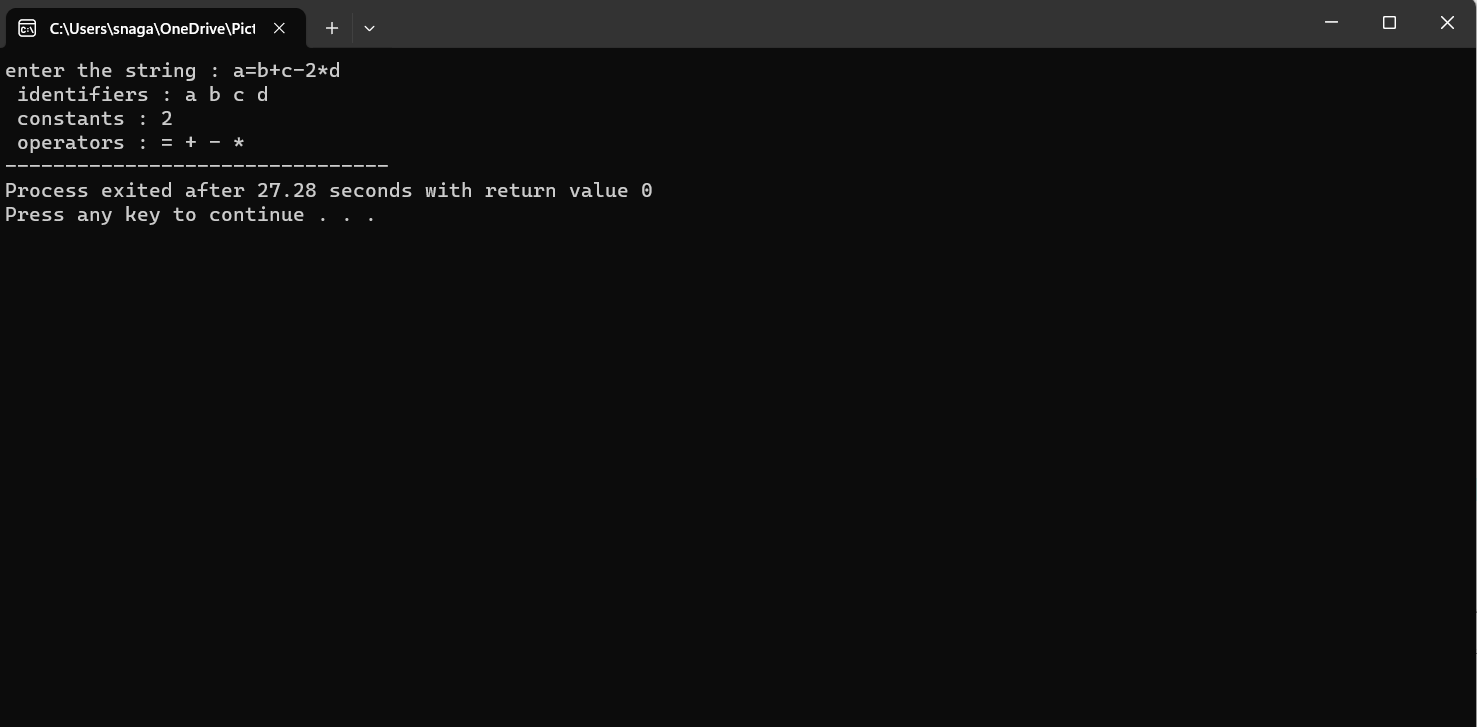 C:\Users\snaga\OneDrive\Pict
enter the string : a=b+c-2*d
identifiers : a b c d
constants : 2
operators : = + - *
--------------------------------
Process exited after 27.28 seconds with return value 0
Press any key to continue . . .